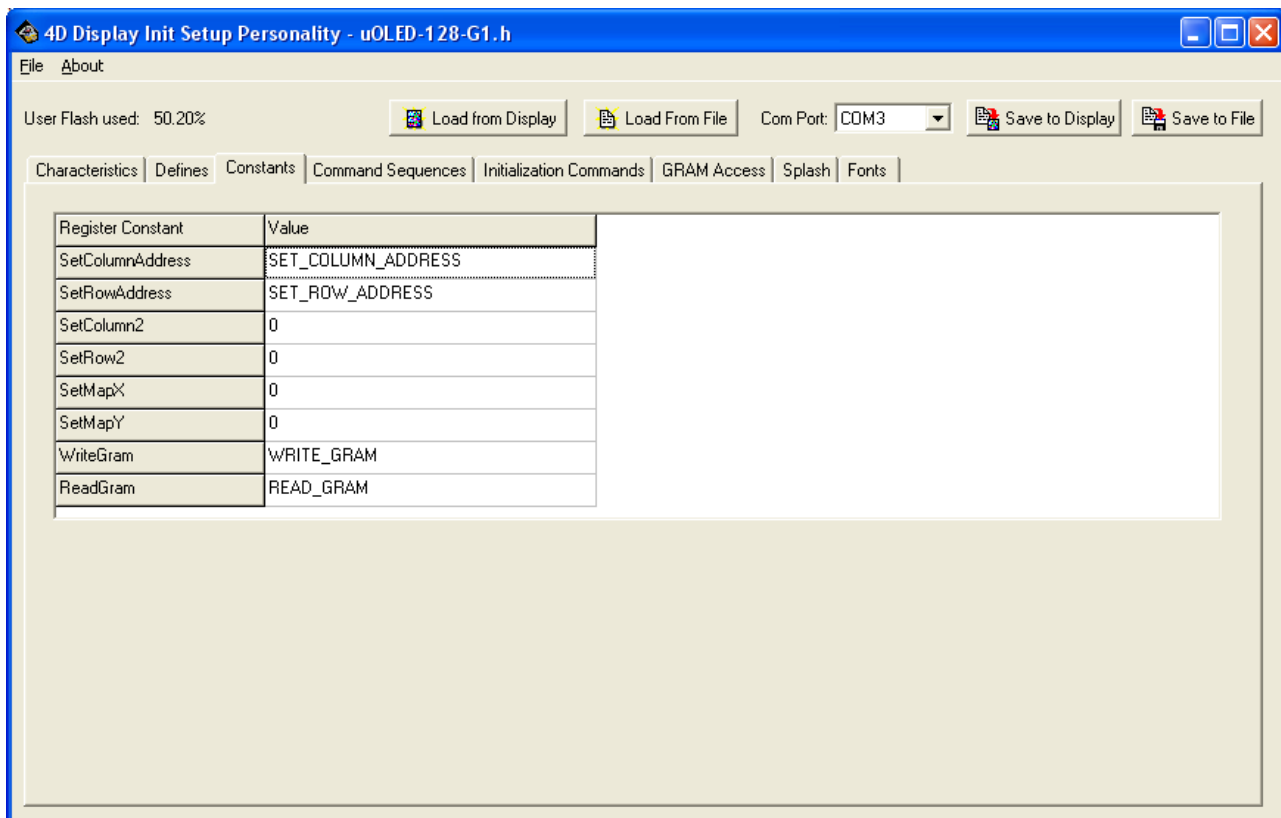 4D Display Init Setup Personality - uOLED-128-G1.h
File About
User Flash used: 50.20% Load from Display Load From File Com Port: COM3 Save to Display Save to File
Characteristics Defines Constants Command Sequences Initialization Commands GRAM Access Splash Fonts
Register Constant Value
SetColumnAddress SET_COLUMN_ADDRESS
SetRowAddress SET_ROW_ADDRESS
SetColumn2 0
SetRow2 0
SetMapX 0
SetMapY 0
WriteGram WRITE_GRAM
ReadGram READ_GRAM